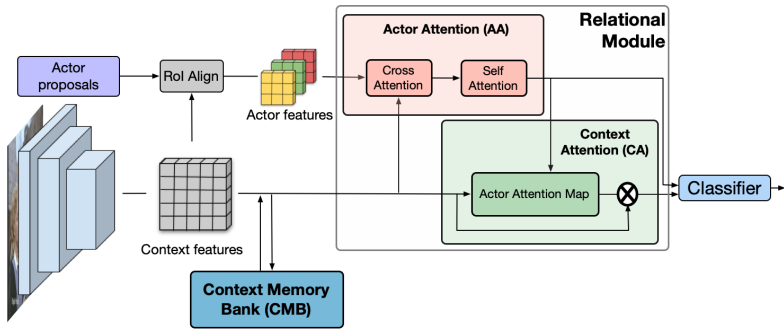 Actor Attention (AA)
Relational
Module
Actor
proposals
RoI Align
Cross
Attention
Self
Attention
Actor features
Context
Attention (CA)
Actor Attention Map
Classifier
Context features
Context Memory
Bank (CMB)